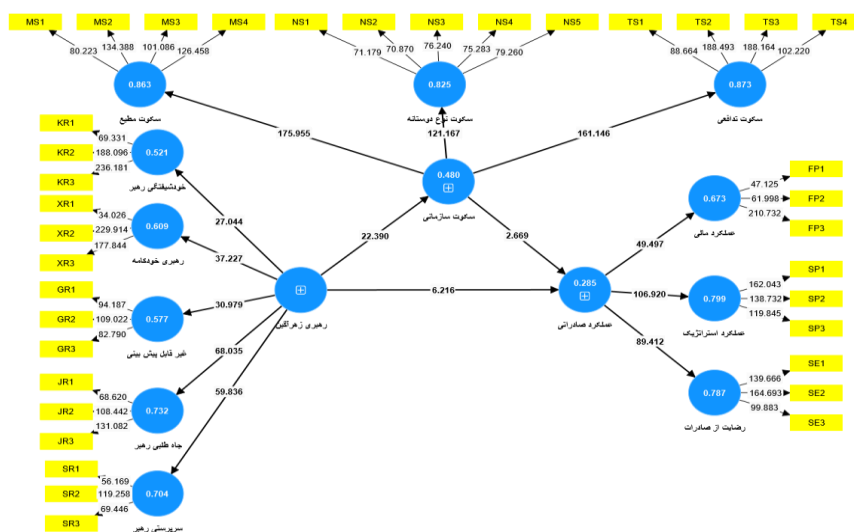 MS1 MS2 MS3 MS4 NS1 NS2 NS3 NS4 NS5 TS1 TS2 TS3 TS4
80.223 134.388 101.086 126.458 71.179 70.870 76.240 75.283 79.260 88.664 188.493 188.164 102.220
0.863 0.825 0.873
سکوت مطیع سکوت نوع دوستانه سکوت تدافعی
175.955 121.167 161.146
KR1
KR2
KR3
69.331
188.096
236.181
0.521
خودشیفتگی رهبر
27.044
XR1
XR2
XR3
34.026
229.914
177.844
0.609
رهبری خودکامه
37.227
GR1
GR2
GR3
94.187
109.022
82.790
0.577
غیر قابل پیش بینی
30.979
JR1
JR2
JR3
68.620
108.442
131.082
0.732
جاه طلبی رهبر
68.035
SR1
SR2
SR3
56.169
119.258
69.446
0.704
سرپرستی رهبر
59.836
رهبری زهرآگین
22.390
0.480
سکوت سازمانی
2.669
6.216
0.285
عملکرد صادراتی
49.497
0.673
عملکرد مالی
47.125
61.998
210.732
FP1
FP2
FP3
106.920
0.799
عملکرد استراتژیک
162.043
138.732
119.845
SP1
SP2
SP3
89.412
0.787
رضایت از صادرات
139.666
164.693
99.883
SE1
SE2
SE3